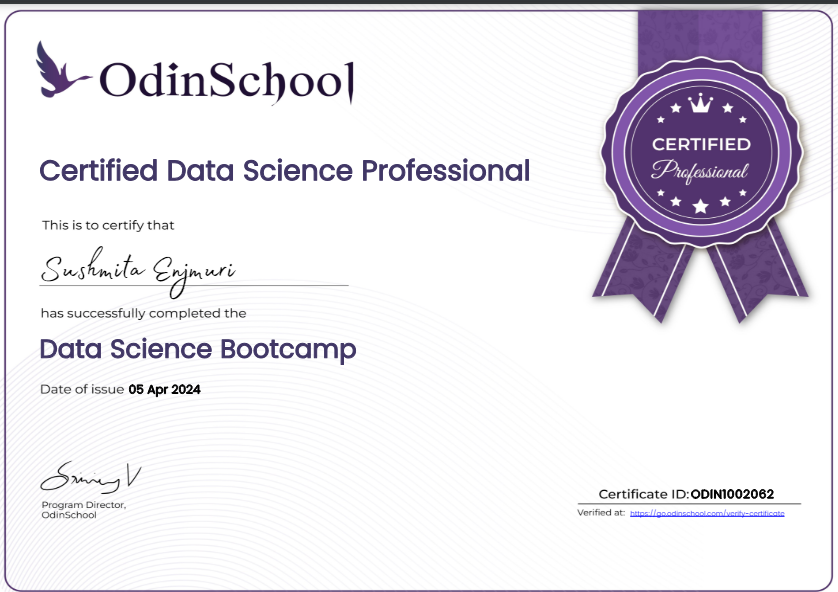 OdinSchool
Certified Data Science Professional
CERTIFIED
Professional
This is to certify that
Sushmita Enjmuri
has successfully completed the
Data Science Bootcamp
Date of issue 05 Apr 2024
Program Director,
OdinSchool
Certificate ID:ODIN1002062
Verified at: https://go.odinschool.com/verify-certificate